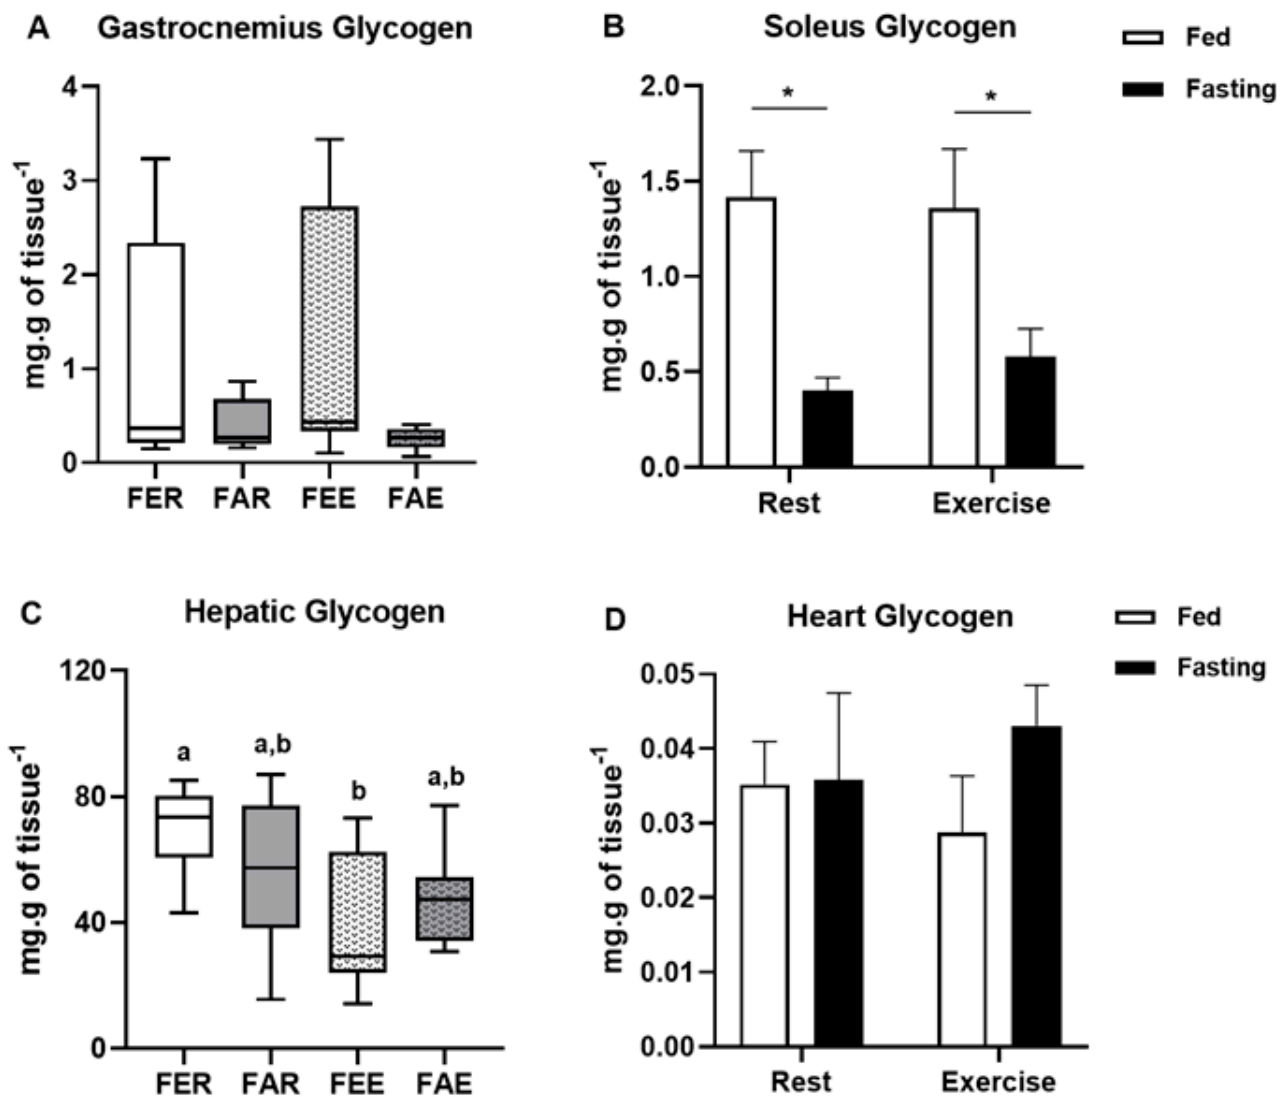 A Gastrocnemius Glycogen
mg.g of tissue-1
4
3
2
1
0
FER FAR FEE FAE
B Soleus Glycogen
Fed
Fasting
mg.g of tissue-1
2.0
1.5
1.0
0.5
0.0
* *
Rest Exercise
C Hepatic Glycogen
mg.g of tissue-1
120
80
40
0
a a,b b a,b
FER FAR FEE FAE
D Heart Glycogen
Fed
Fasting
mg.g of tissue-1
0.05
0.04
0.03
0.02
0.01
0.00
Rest Exercise